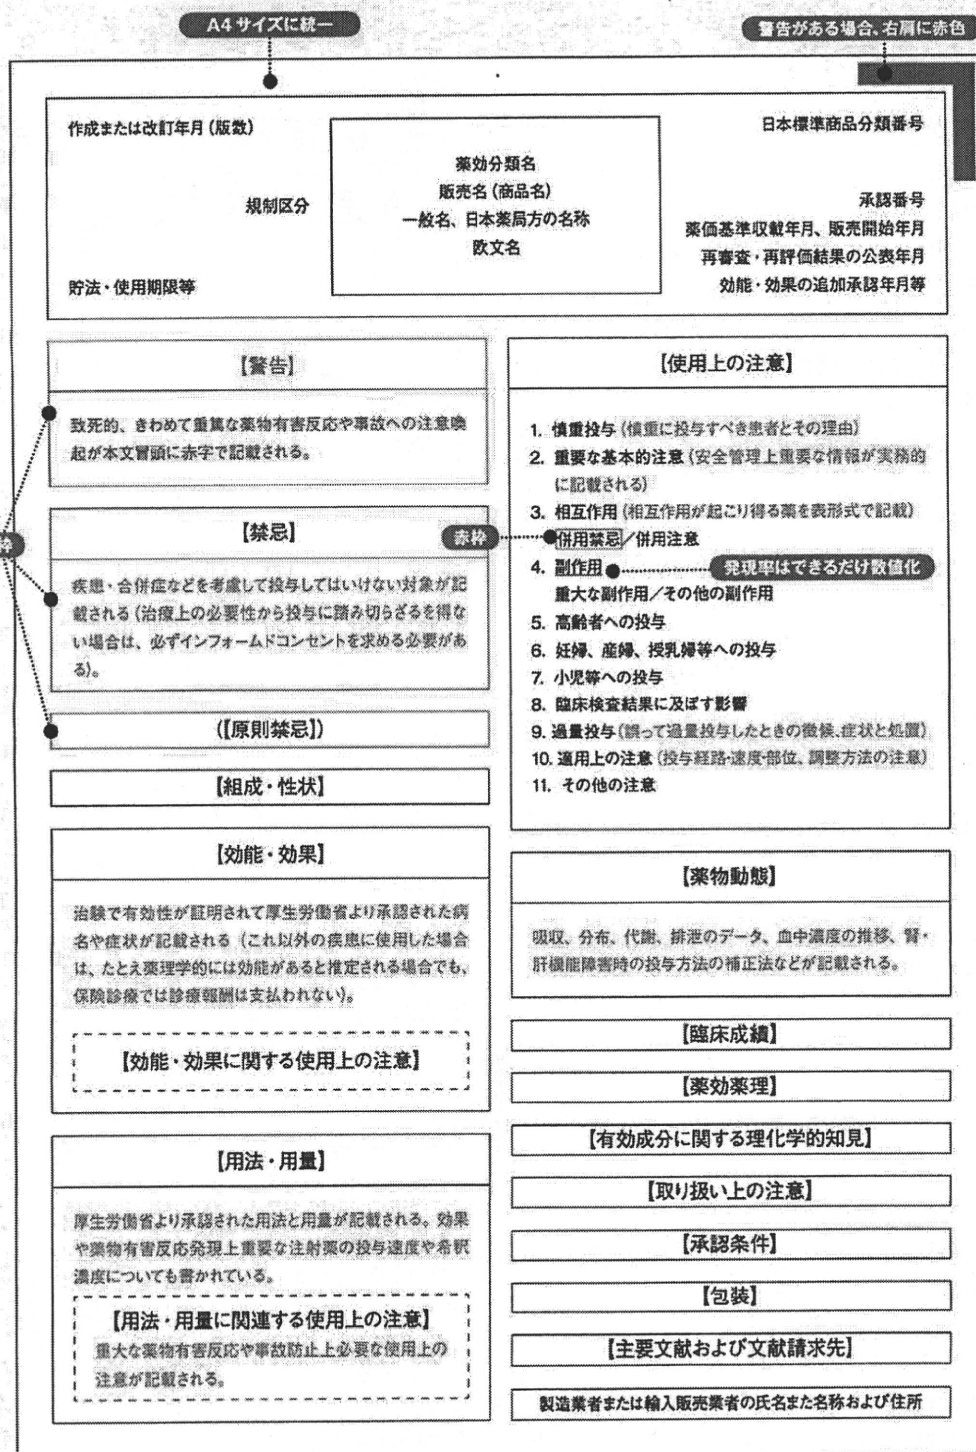 A4 サイズに統一
警告がある場合、右肩に赤色
作成または改訂年月(版数)
規制区分
貯法・使用期限等
薬効分類名
販売名(商品名)
一般名、日本薬局方の名称
欧文名
日本標準商品分類番号
承認番号
薬価基準収載年月、販売開始年月
再審査・再評価結果の公表年月
効能・効果の追加承認年月等
【警告】
致死的、きわめて重篤な薬物有害反応や事故への注意喚
起が本文冒頭に赤字で記載される。
【禁忌】
枠
疾患・合併症などを考慮して投与してはいけない対象が記
載される(治療上の必要性から投与に踏み切らざるを得な
い場合は、必ずインフォームドコンセントを求める必要があ
る)。
(【原則禁忌】)
【組成・性状】
【効能・効果】
治験で有効性が証明されて厚生労働省より承認された病
名や症状が記載される (これ以外の疾患に使用した場合
は、たとえ薬理学的には効能があると推定される場合でも、
保険診療では診療報酬は支払われない)。
【効能・効果に関する使用上の注意】
【用法・用量】
厚生労働省より承認された用法と用量が記載される。効果
や薬物有害反応発現上重要な注射薬の投与速度や希釈
濃度についても書かれている。
【用法・用量に関連する使用上の注意】
重大な薬物有害反応や事故防止上必要な使用上の
注意が記載される。
【使用上の注意】
1. 慎重投与(慎重に投与すべき患者とその理由)
2. 重要な基本的注意(安全管理上重要な情報が実務的
に記載される)
3. 相互作用(相互作用が起こり得る薬を表形式で記載)
赤枠
併用禁忌/併用注意
4. 副作用
発現率はできるだけ数値化
重大な副作用/その他の副作用
5. 高齢者への投与
6. 妊婦、産婦、授乳婦等への投与
7. 小児等への投与
8. 臨床検査結果に及ぼす影響
9. 過量投与(誤って過量投与したときの徴候、症状と処置)
10. 適用上の注意(投与経路・速度・部位、調整方法の注意)
11. その他の注意
【薬物動態】
吸収、分布、代謝、排泄のデータ、血中濃度の推移、腎・
肝機能障害時の投与方法の補正法などが記載される。
【臨床成績】
【薬効薬理】
【有効成分に関する理化学的知見】
【取り扱い上の注意】
【承認条件】
【包装】
【主要文献および文献請求先】
製造業者または輸入販売業者の氏名また名称および住所